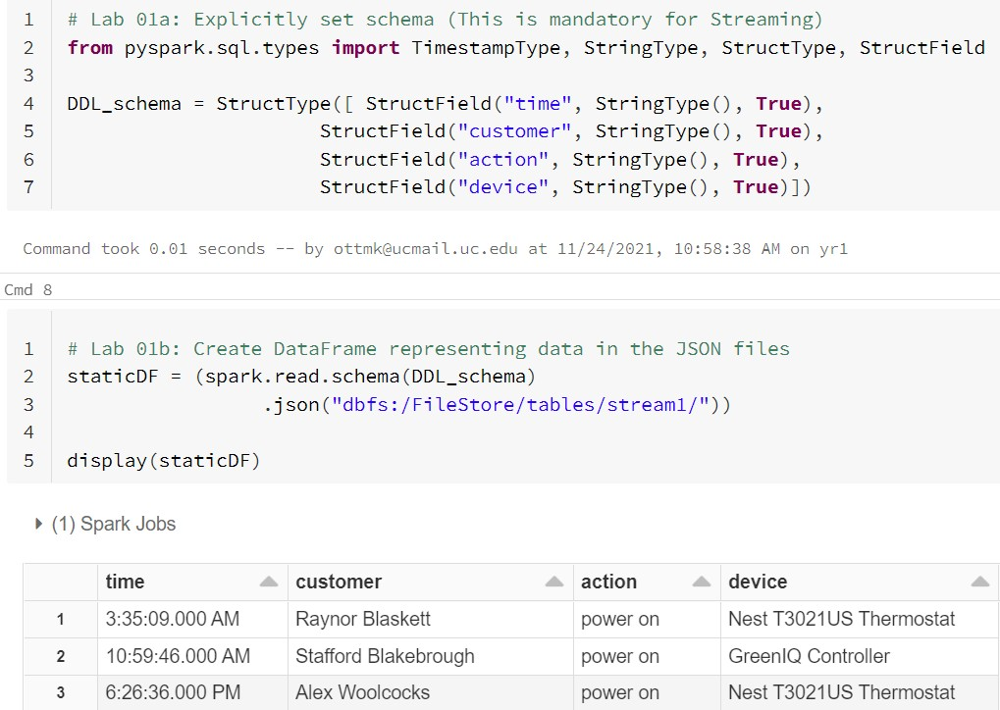 1 # Lab 01a: Explicitly set schema (This is mandatory for Streaming)
2 from pyspark.sql.types import TimestampType, StringType, StructType, StructField
3
4 DDL_schema = StructType([ StructField("time", StringType(), True),
5 StructField("customer", StringType(), True),
6 StructField("action", StringType(), True),
7 StructField("device", StringType(), True)])
Command took 0.01 seconds -- by ottmk@ucmail.uc.edu at 11/24/2021, 10:58:38 AM on yr1
Cmd 8
1 # Lab 01b: Create DataFrame representing data in the JSON files
2 staticDF = (spark.read.schema(DDL_schema)
3 .json("dbfs:/FileStore/tables/stream1/"))
4
5 display(staticDF)
(1) Spark Jobs
time customer action device
1 3:35:09.000 AM Raynor Blaskett power on Nest T3021US Thermostat
2 10:59:46.000 AM Stafford Blakebrough power on GreenIQ Controller
3 6:26:36.000 PM Alex Woolcocks power on Nest T3021US Thermostat